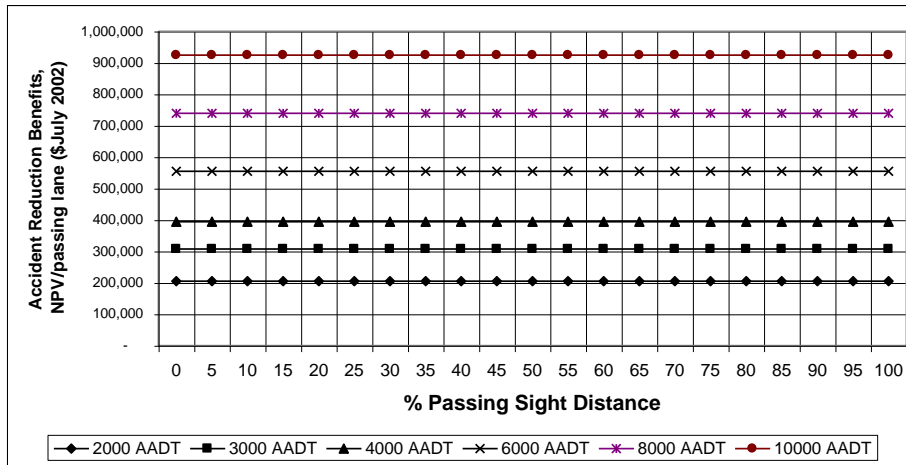 Accident Reduction Benefits,
NPV/passing lane ($July 2002)
1,000,000
900,000
800,000
700,000
600,000
500,000
400,000
300,000
200,000
100,000
-
0 5 10 15 20 25 30 35 40 45 50 55 60 65 70 75 80 85 90 95 100
% Passing Sight Distance
2000 AADT 3000 AADT 4000 AADT 6000 AADT 8000 AADT 10000 AADT